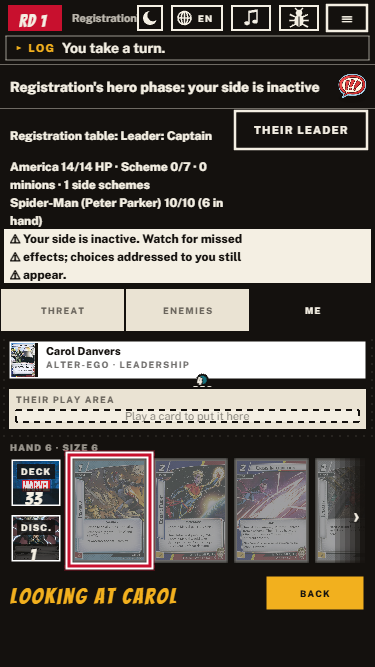 RD 1
Registration
EN
LOG You take a turn.
Registration's hero phase: your side is inactive
Registration table: Leader: Captain
America 14/14 HP · Scheme 0/7 · 0
minions · 1 side schemes
Spider-Man (Peter Parker) 10/10 (6 in
hand)
THEIR LEADER
⚠ Your side is inactive. Watch for missed
⚠ effects; choices addressed to you still
⚠ appear.
THREAT
ENEMIES
ME
Carol Danvers
ALTER-EGO · LEADERSHIP
THEIR PLAY AREA
Play a card to put it here
HAND 6 · SIZE 6
DECK
MARVEL
33
DISC.
1
LOOKING AT CAROL
BACK